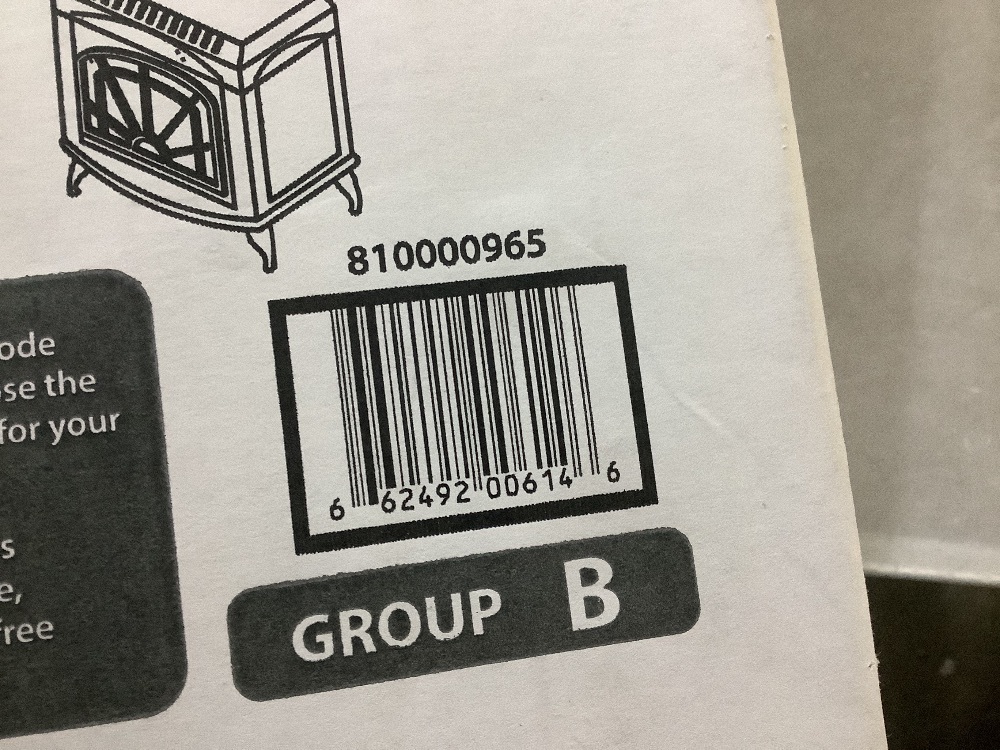 810000965
6 62492 00614 6
GROUP B
ode
se the
for your
s
e,
free